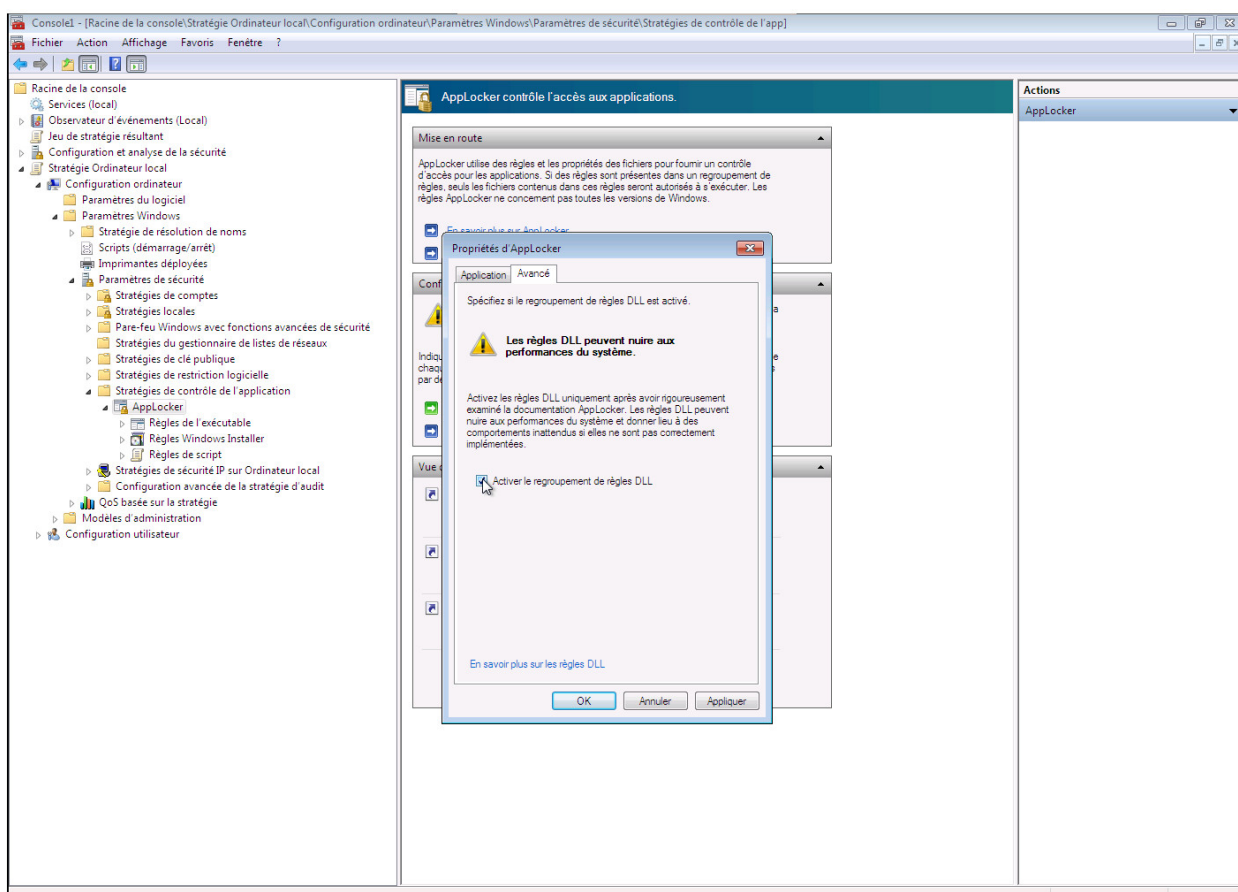 Console1 - [Racine de la console\Stratégie Ordinateur local\Configuration ordinateur\Paramètres Windows\Paramètres de sécurité\Stratégies de contrôle de l'app]
Fichier Action Affichage Favoris Fenêtre ?
Racine de la console
Services (local)
Observateur d'événements (Local)
Jeu de stratégie résultant
Configuration et analyse de la sécurité
Stratégie Ordinateur local
Configuration ordinateur
Paramètres du logiciel
Paramètres Windows
Stratégie de résolution de noms
Scripts (démarrage/arrêt)
Imprimantes déployées
Paramètres de sécurité
Stratégies de comptes
Stratégies locales
Pare-feu Windows avec fonctions avancées de sécurité
Stratégies du gestionnaire de listes de réseaux
Stratégies de clé publique
Stratégies de restriction logicielle
Stratégies de contrôle de l'application
AppLocker
Règles de l'exécutable
Règles Windows Installer
Règles de script
Stratégies de sécurité IP sur Ordinateur local
Configuration avancée de la stratégie d'audit
QoS basée sur la stratégie
Modèles d'administration
Configuration utilisateur
AppLocker contrôle l'accès aux applications.
Mise en route
AppLocker utilise des règles et les propriétés des fichiers pour fournir un contrôle
d'accès pour les applications. Si des règles sont présentes dans un regroupement de
règles, seuls les fichiers contenus dans ces règles seront autorisés à s'exécuter. Les
règles AppLocker ne concernent pas toutes les versions de Windows.
En savoir plus sur AppLocker
Conf
Indiqu
chaqu
par dé
Vue d
Propriétés d'AppLocker
Application Avancé
Spécifiez si le regroupement de règles DLL est activé.
Les règles DLL peuvent nuire aux
performances du système.
Activez les règles DLL uniquement après avoir rigoureusement
examiné la documentation AppLocker. Les règles DLL peuvent
nuire aux performances du système et donner lieu à des
comportements inattendus si elles ne sont pas correctement
implémentées.
Activer le regroupement de règles DLL
En savoir plus sur les règles DLL
OK Annuler Appliquer
Actions
AppLocker